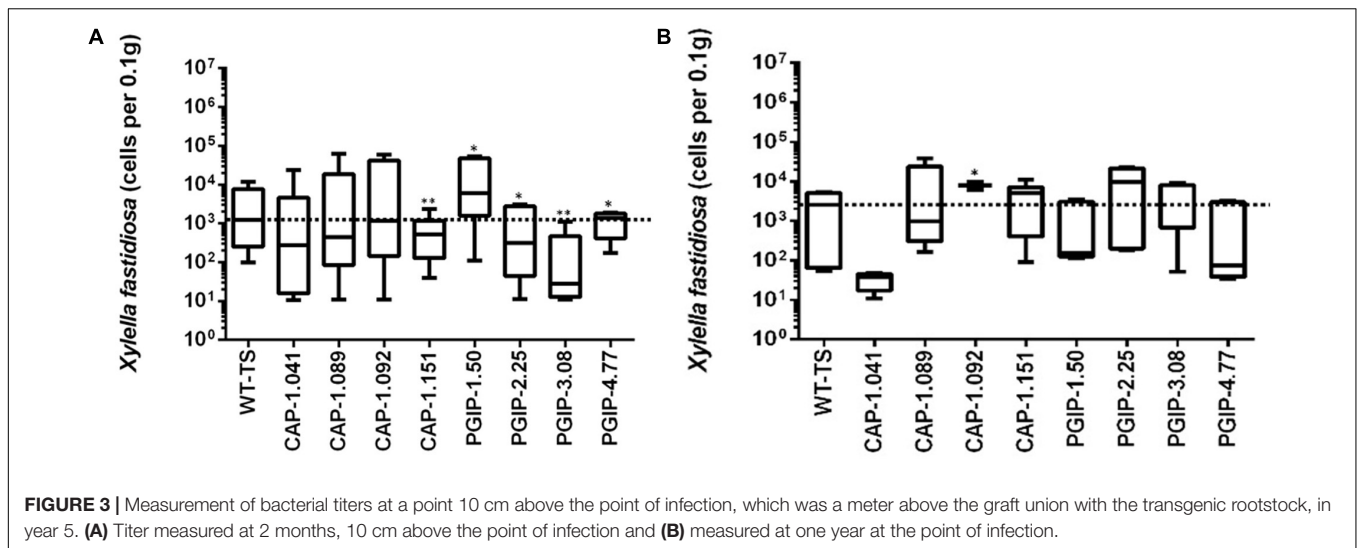 A
Xylella fastidiosa (cells per 0.1g)
10⁷
10⁶
10⁵
10⁴
10³
10²
10¹
10⁰
**
*
*
**
*
WT-TS
CAP-1.041
CAP-1.089
CAP-1.092
CAP-1.151
PGIP-1.50
PGIP-2.25
PGIP-3.08
PGIP-4.77
B
Xylella fastidiosa (cells per 0.1g)
10⁷
10⁶
10⁵
10⁴
10³
10²
10¹
10⁰
*
WT-TS
CAP-1.041
CAP-1.089
CAP-1.092
CAP-1.151
PGIP-1.50
PGIP-2.25
PGIP-3.08
PGIP-4.77
FIGURE 3 | Measurement of bacterial titers at a point 10 cm above the point of infection, which was a meter above the graft union with the transgenic rootstock, in
year 5. (A) Titer measured at 2 months, 10 cm above the point of infection and (B) measured at one year at the point of infection.